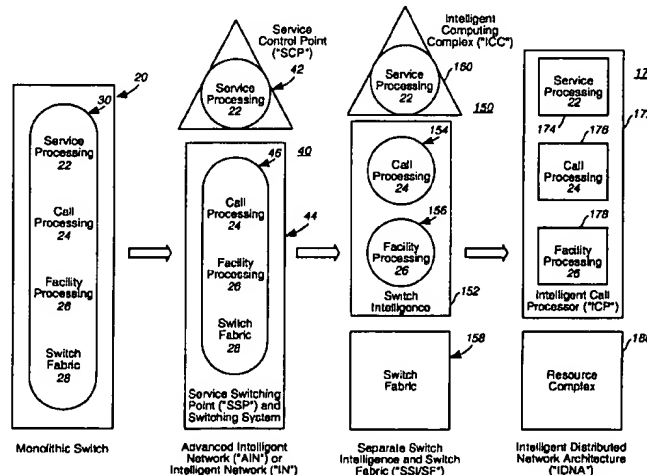 Service
Control Point
("SCP")
Service
Processing
22
42
Intelligent
Computing
Complex ("ICC")
Service
Processing
22
160
150
20
30
Service
Processing
22
Call
Processing
24
Facility
Processing
26
Switch
Fabric
28
Monolithic Switch
40
46
44
Call
Processing
24
Facility
Processing
26
Switch
Fabric
28
Service Switching
Point ("SSP") and
Switching System
Advanced Intelligent
Network ("AIN") or
Intelligent Network ("IN")
154
Call
Processing
24
156
Facility
Processing
26
Switch
Intelligence
152
Switch
Fabric
158
Separate Switch
Intelligence and Switch
Fabric ("SSI/SF")
Service
Processing
22
174
176
Call
Processing
24
178
Facility
Processing
26
Intelligent Call
Processor ("ICP")
Resource
Complex
Intelligent Distributed
Network Architecture
("IDNA")